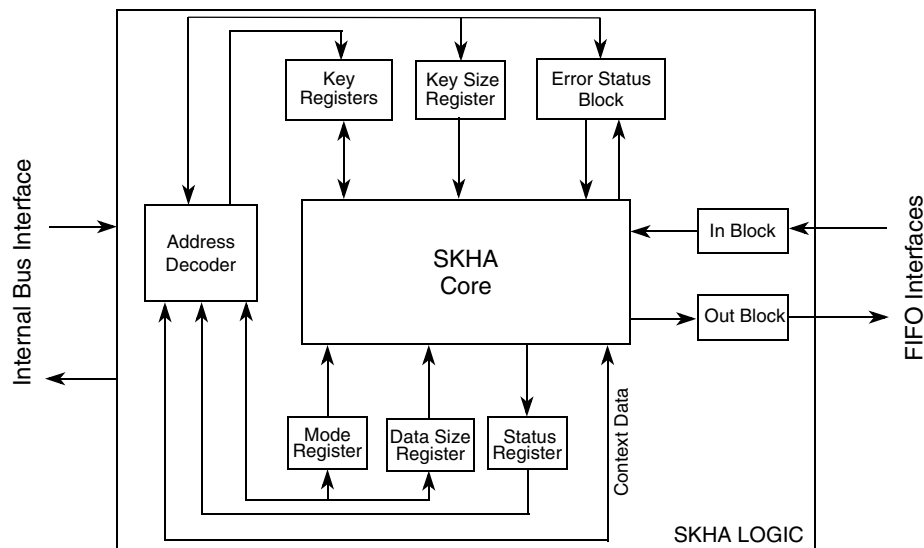 Key
Registers
Key Size
Register
Error Status
Block
Internal Bus Interface
Address
Decoder
SKHA
Core
In Block
Out Block
FIFO Interfaces
Mode
Register
Data Size
Register
Status
Register
Context Data
SKHA LOGIC